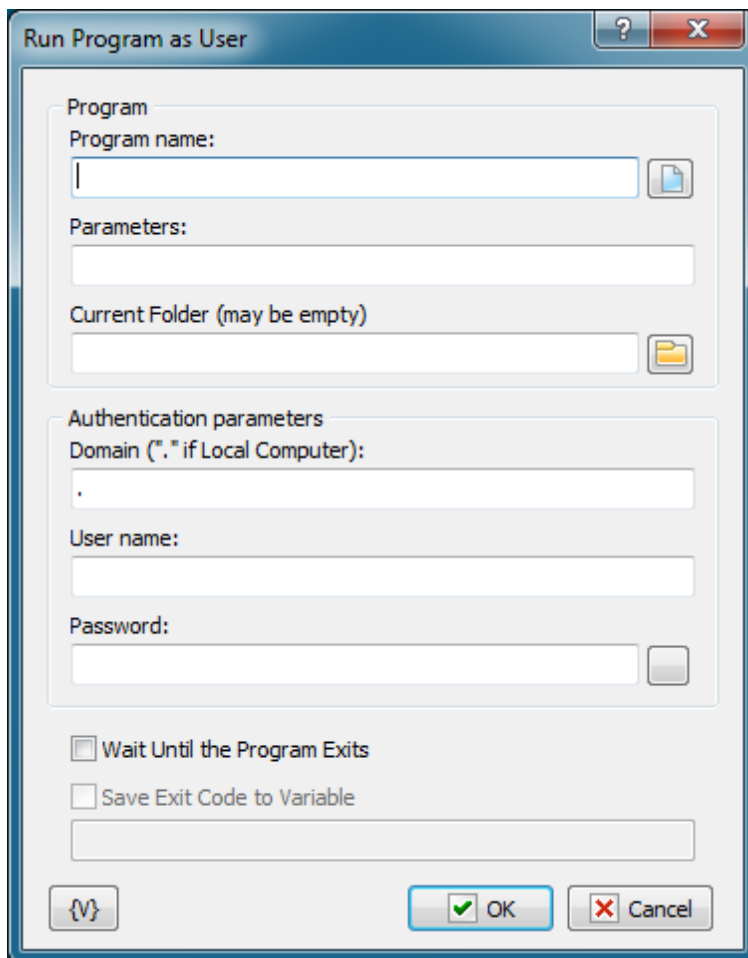 Run Program as User
?
Program
Program name:
Parameters:
Current Folder (may be empty)
Authentication parameters
Domain ("." if Local Computer):
.
User name:
Password:
Wait Until the Program Exits
Save Exit Code to Variable
{V}
OK
Cancel